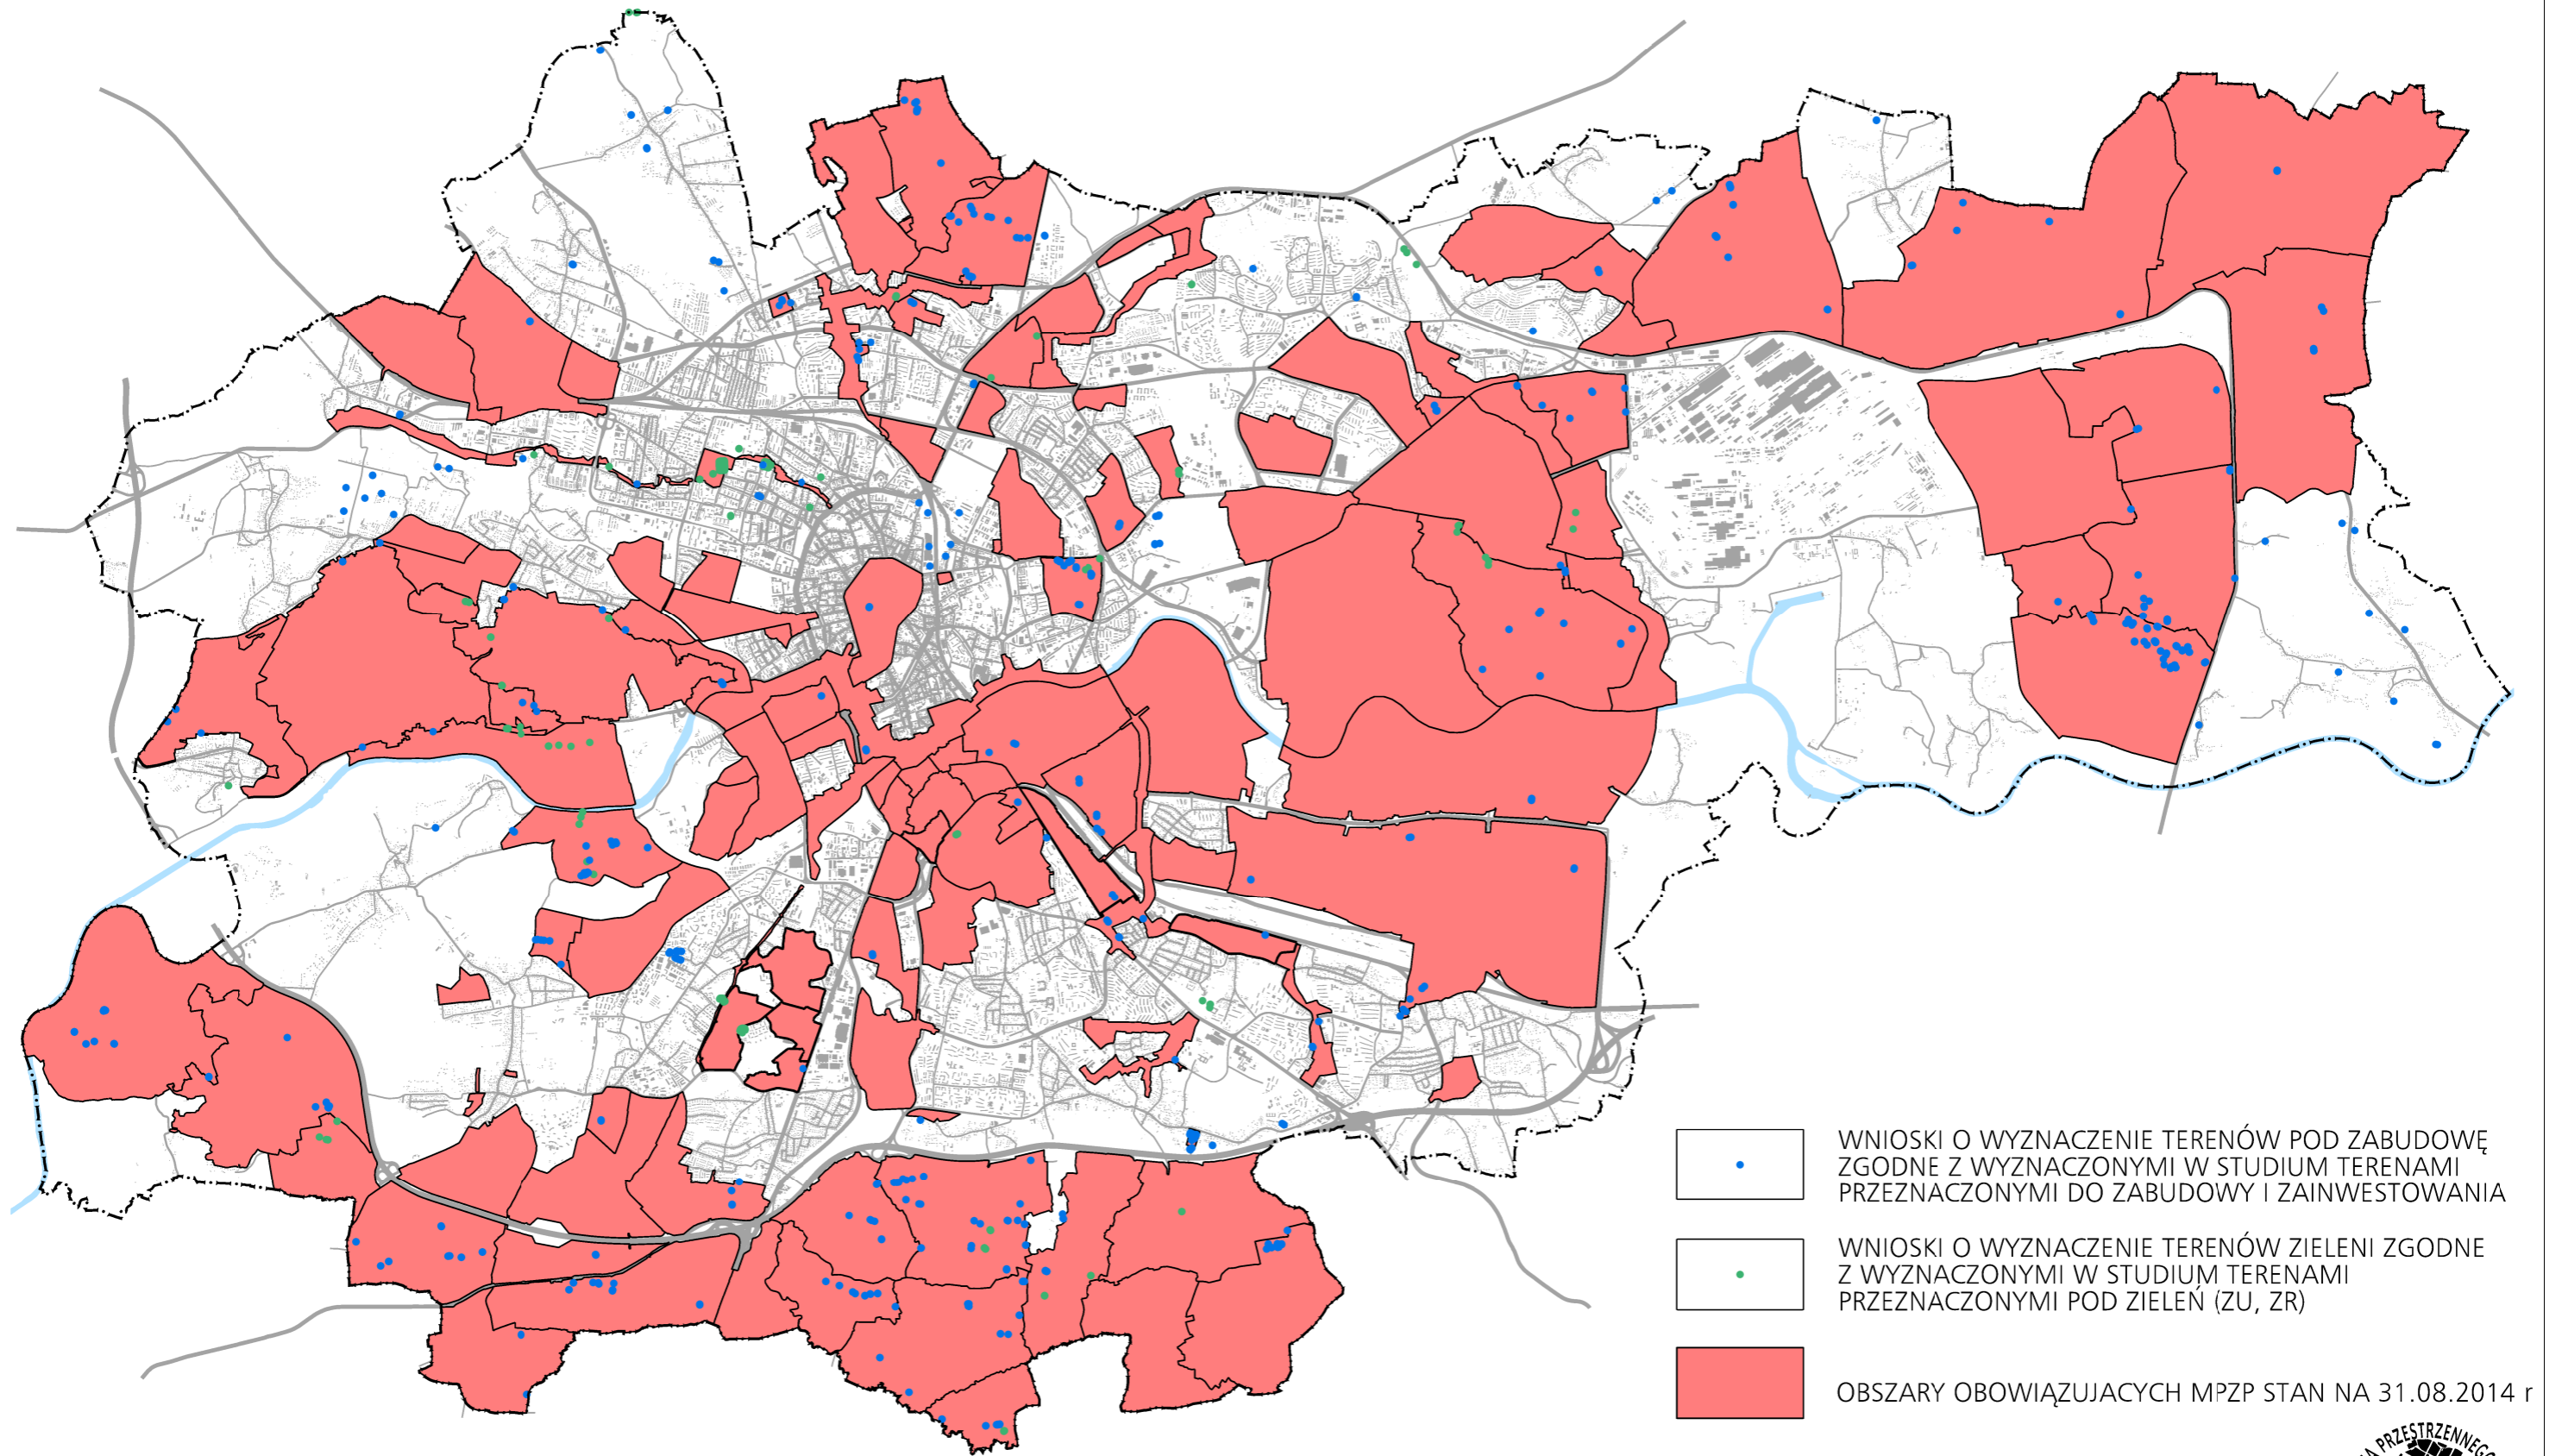 WNIOSKI O WYZNACZENIE TERENÓW POD ZABUDOWĘ
ZGODNE Z WYZNACZONYMI W STUDIUM TERENAMI
PRZEZNACZONYMI DO ZABUDOWY I ZAINWESTOWANIA
WNIOSKI O WYZNACZENIE TERENÓW ZIELENI ZGODNE
Z WYZNACZONYMI W STUDIUM TERENAMI
PRZEZNACZONYMI POD ZIELEŃ (ZU, ZR)
OBSZARY OBOWIĄZUJACYCH MPZP STAN NA 31.08.2014 r
PRZESTRZENNEGO